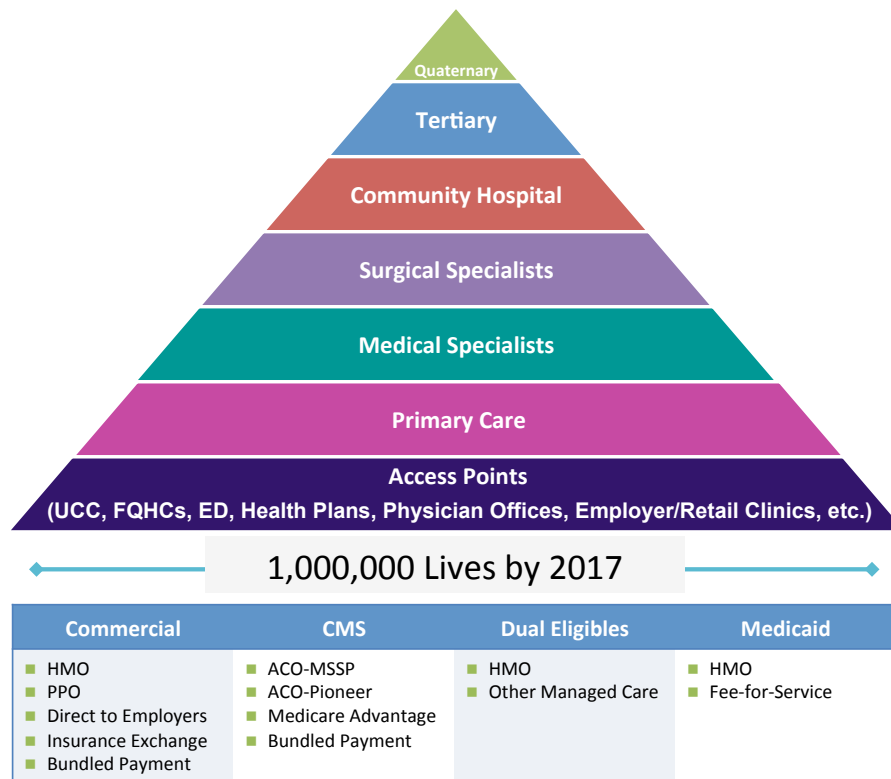 Quaternary
Tertiary
Community Hospital
Surgical Specialists
Medical Specialists
Primary Care
Access Points
(UCC, FQHCs, ED, Health Plans, Physician Offices, Employer/Retail Clinics, etc.)
1,000,000 Lives by 2017
Commercial
HMO
PPO
Direct to Employers
Insurance Exchange
Bundled Payment
CMS
ACO-MSSP
ACO-Pioneer
Medicare Advantage
Bundled Payment
Dual Eligibles
HMO
Other Managed Care
Medicaid
HMO
Fee-for-Service